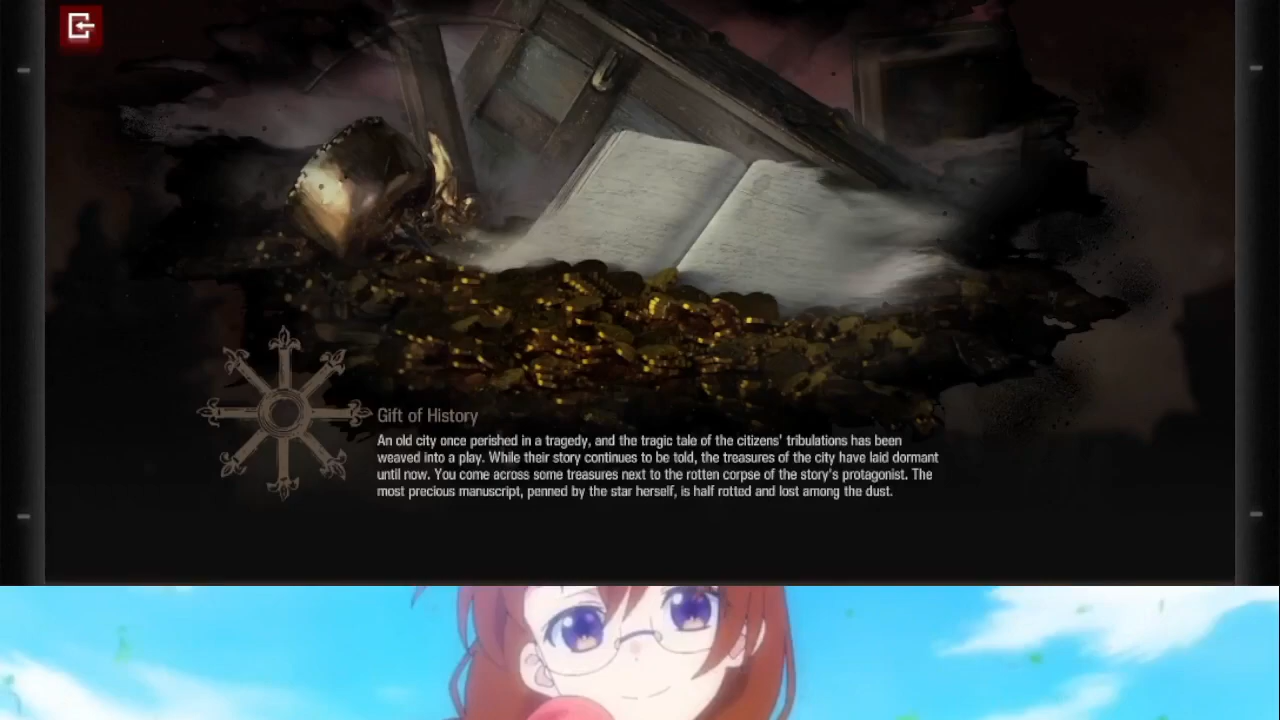 Gift of History
An old city once perished in a tragedy, and the tragic tale of the citizens' tribulations has been
weaved into a play. While their story continues to be told, the treasures of the city have laid dormant
until now. You come across some treasures next to the rotten corpse of the story's protagonist. The
most precious manuscript, penned by the star herself, is half rotted and lost among the dust.